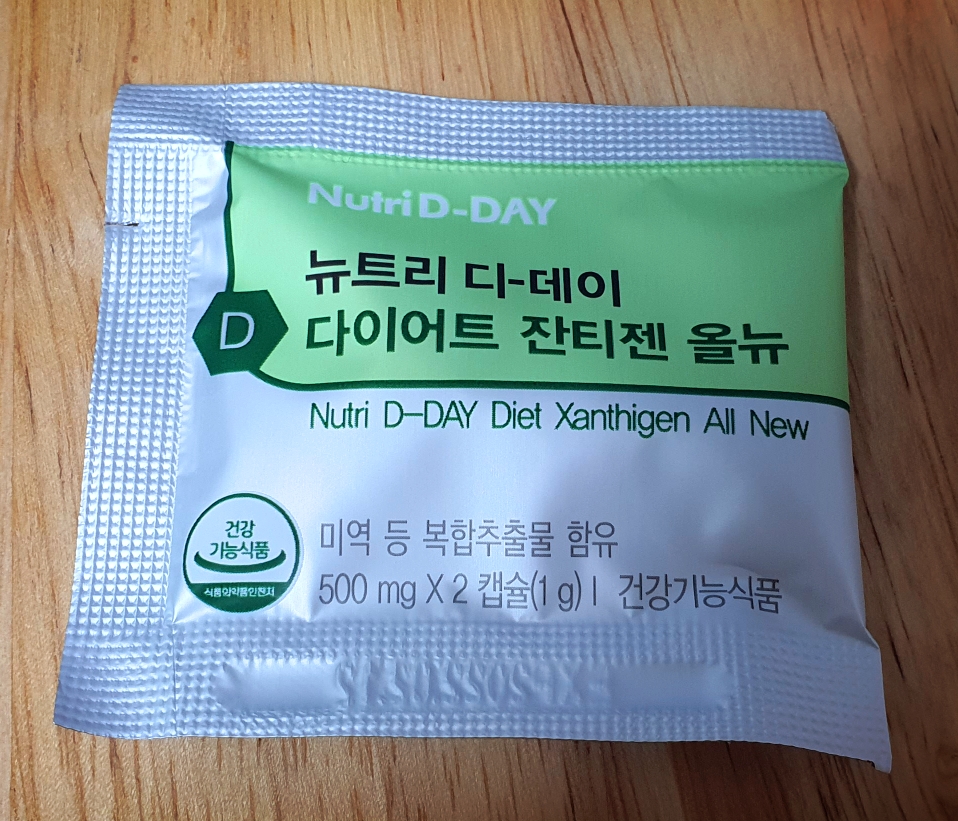 Nutri D-DAY
뉴트리 디-데이
D
다이어트 잔티젠 올뉴
Nutri D-DAY Diet Xanthigen All New
건강
기능식품
식품의약품안전처
미역 등 복합추출물 함유
500 mg X 2 캡슐(1 g) l 건강기능식품